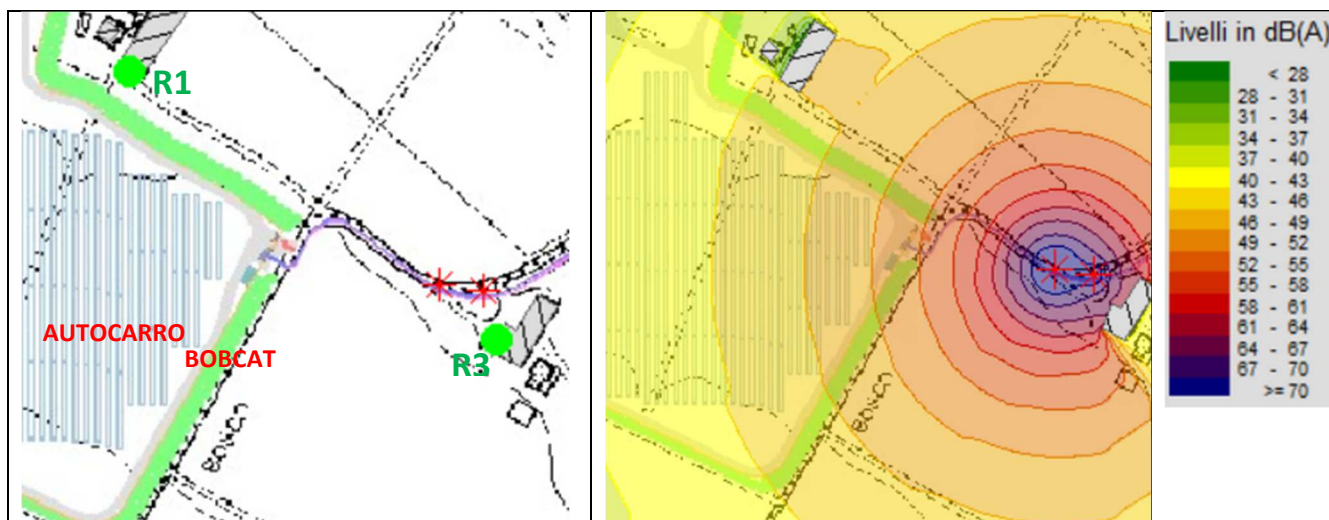 R1
AUTOCARRO
BOBCAT
R3
Livelli in dB(A)
< 28
28 - 31
31 - 34
34 - 37
37 - 40
40 - 43
43 - 46
46 - 49
49 - 52
52 - 55
55 - 58
58 - 61
61 - 64
64 - 67
67 - 70
>= 70